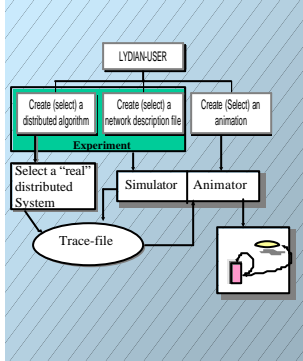 LYDIAN-USER
Create (select) a
distributed algorithm
Create (select) a
network description file
Create (Select) an
animation
Experiment
Select a “real”
distributed
System
Simulator
Animator
Trace-file